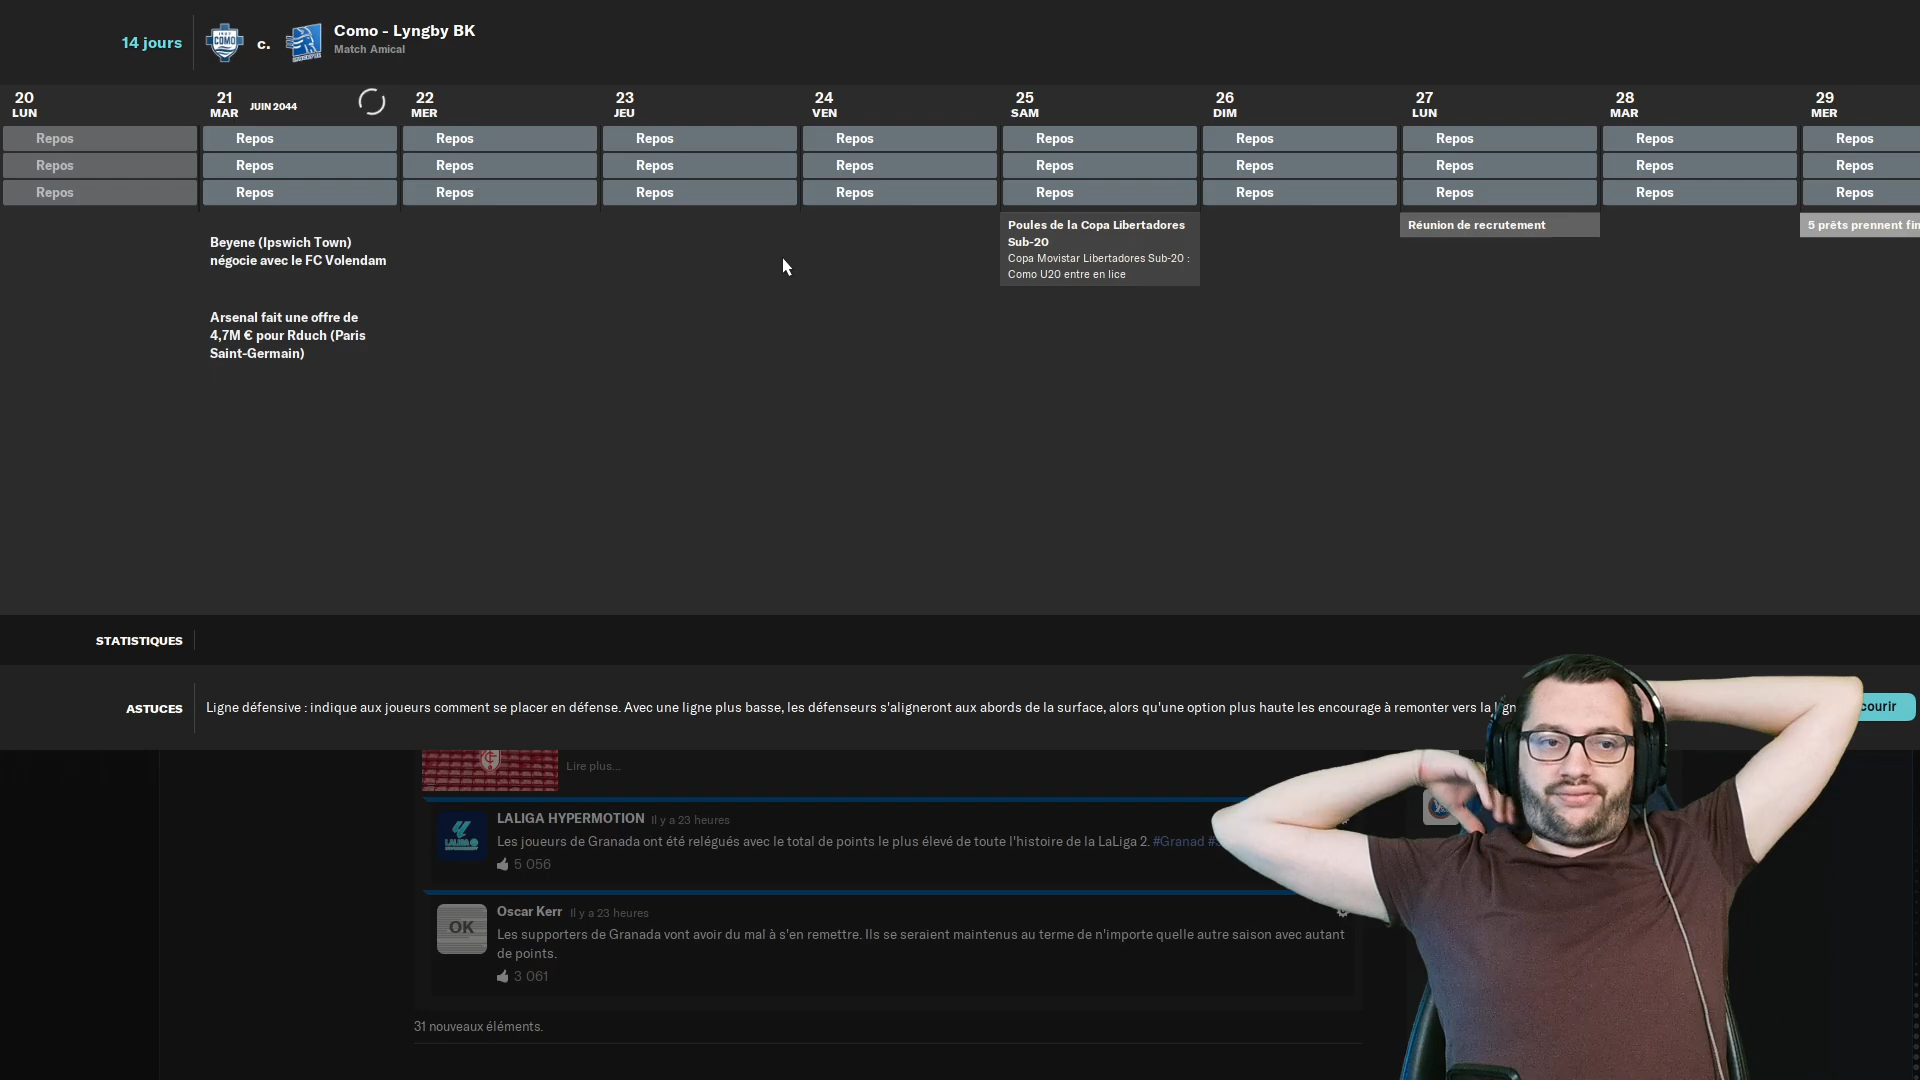 14 jours
COMO
c.
Como - Lyngby BK
Match Amical
20
LUN
21
MAR
JUIN 2044
22
MER
23
JEU
24
VEN
25
SAM
26
DIM
27
LUN
28
MAR
29
MER
Repos Repos Repos Repos Repos Repos Repos Repos Repos Repos
Repos Repos Repos Repos Repos Repos Repos Repos Repos Repos
Repos Repos Repos Repos Repos Repos Repos Repos Repos Repos
Beyene (Ipswich Town)
négocie avec le FC Volendam
Arsenal fait une offre de
4,7M € pour Rduch (Paris
Saint-Germain)
Poules de la Copa Libertadores
Sub-20
Copa Movistar Libertadores Sub-20 :
Como U20 entre en lice
Réunion de recrutement
5 prêts prennent fin
STATISTIQUES
ASTUCES
Ligne défensive : indique aux joueurs comment se placer en défense. Avec une ligne plus basse, les défenseurs s'aligneront aux abords de la surface, alors qu'une option plus haute les encourage à remonter vers la lign
courir
Lire plus...
LALIGA HYPERMOTION Il y a 23 heures
Les joueurs de Granada ont été relégués avec le total de points le plus élevé de toute l'histoire de la LaLiga 2. #Granad
5 056
OK
Oscar Kerr Il y a 23 heures
Les supporters de Granada vont avoir du mal à s'en remettre. Ils se seraient maintenus au terme de n'importe quelle autre saison avec autant
de points.
3 061
31 nouveaux éléments.